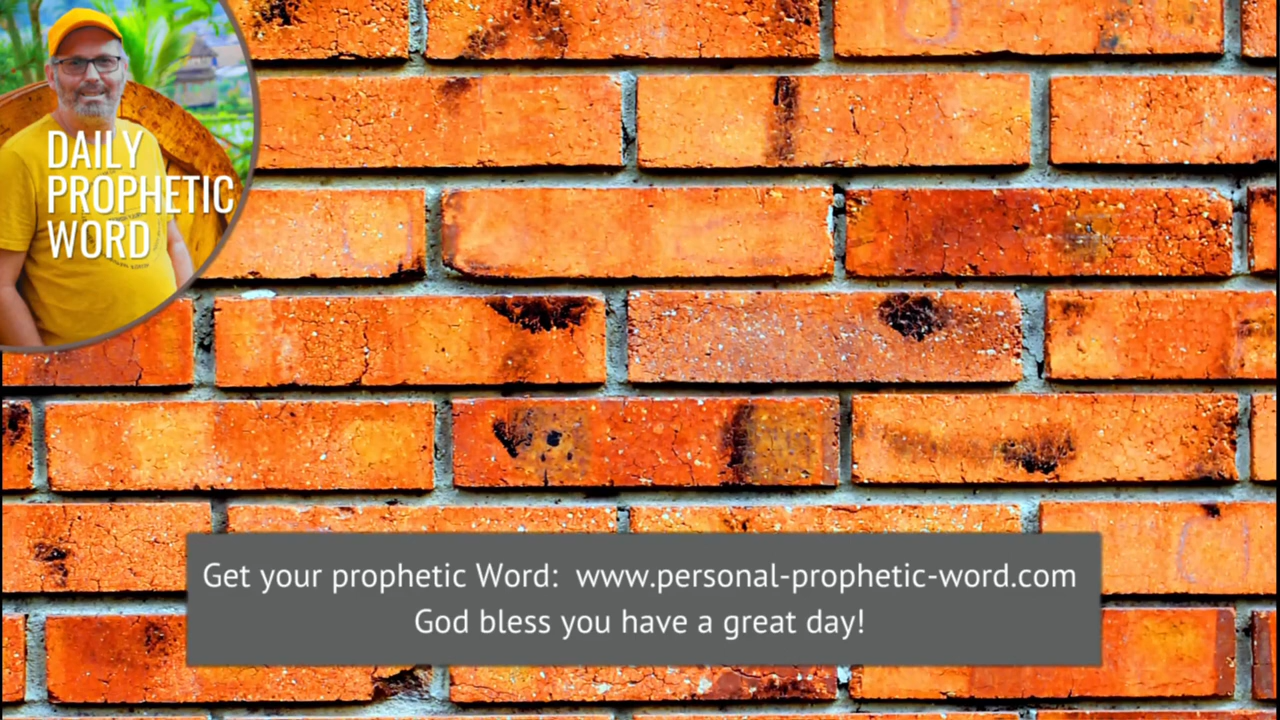 DAILY
PROPHETIC
WORD
Get your prophetic Word:  www.personal-prophetic-word.com
God bless you have a great day!